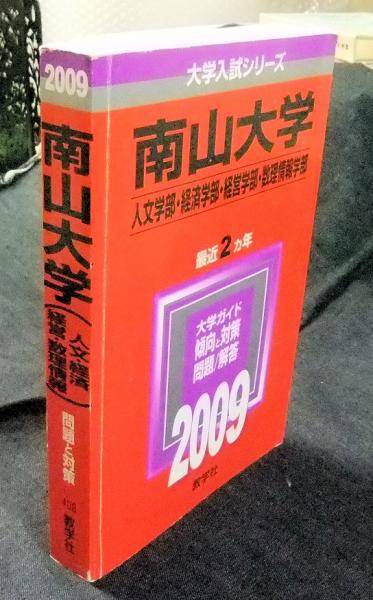 大学入試シリーズ
南山大学
人文学部・経済学部・経営学部・数理情報学部
最近2カ年
大学ガイド
傾向と対策
問題/解答
2009
教学社
2009
南山大学
人文・経済
経営・数理情報
問題と対策
408
教学社